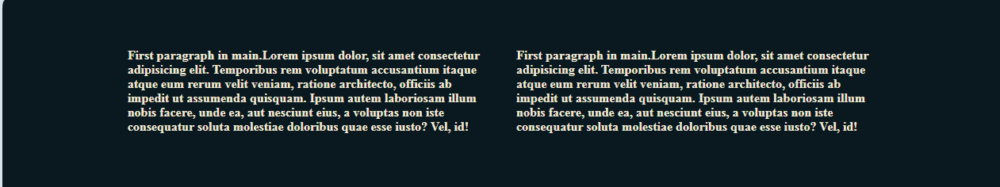 First paragraph in main.Lorem ipsum dolor, sit amet consectetur
adipisicing elit. Temporibus rem voluptatum accusantium itaque
atque eum rerum velit veniam, ratione architecto, officiis ab
impedit ut assumenda quisquam. Ipsum autem laboriosam illum
nobis facere, unde ea, aut nesciunt eius, a voluptas non iste
consequatur soluta molestiae doloribus quae esse iusto? Vel, id!
First paragraph in main.Lorem ipsum dolor, sit amet consectetur
adipisicing elit. Temporibus rem voluptatum accusantium itaque
atque eum rerum velit veniam, ratione architecto, officiis ab
impedit ut assumenda quisquam. Ipsum autem laboriosam illum
nobis facere, unde ea, aut nesciunt eius, a voluptas non iste
consequatur soluta molestiae doloribus quae esse iusto? Vel, id!